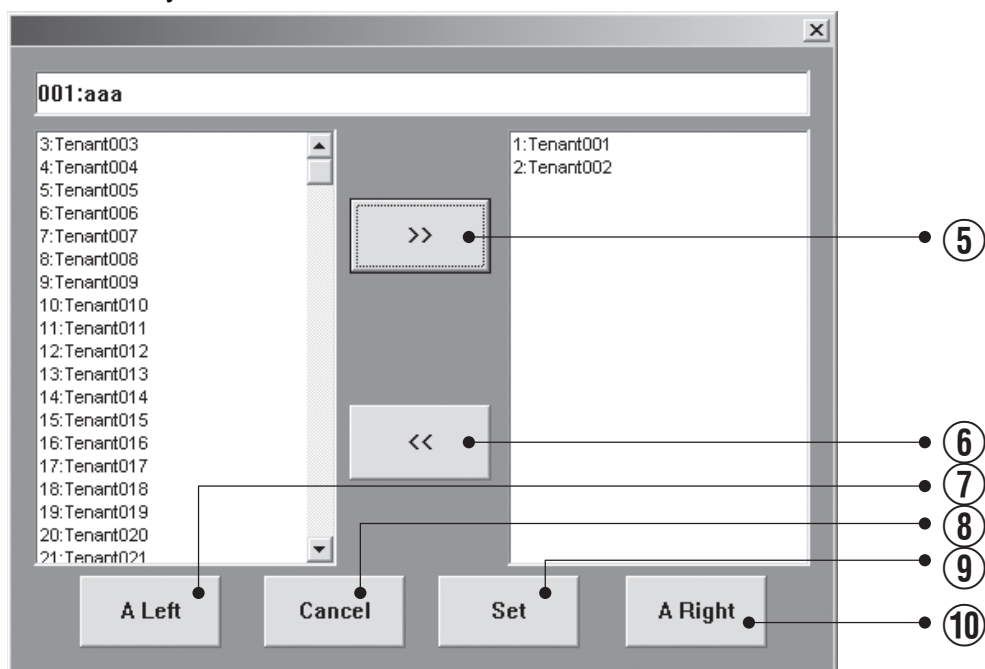 001:aaa
3:Tenant003
4:Tenant004
5:Tenant005
6:Tenant006
7:Tenant007
8:Tenant008
9:Tenant009
10:Tenant010
11:Tenant011
12:Tenant012
13:Tenant013
14:Tenant014
15:Tenant015
16:Tenant016
17:Tenant017
18:Tenant018
19:Tenant019
20:Tenant020
21:Tenant021
>>
<<
1:Tenant001
2:Tenant002
A Left
Cancel
Set
A Right
⑤
⑥
⑦
⑧
⑨
⑩